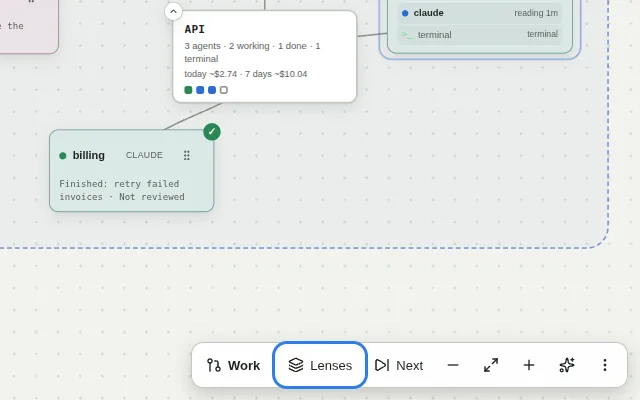 e the
API
3 agents · 2 working · 1 done · 1
terminal
today ~$2.74 · 7 days ~$10.04
claude reading 1m
>_ terminal terminal
billing CLAUDE
Finished: retry failed
invoices · Not reviewed
Work Lenses Next